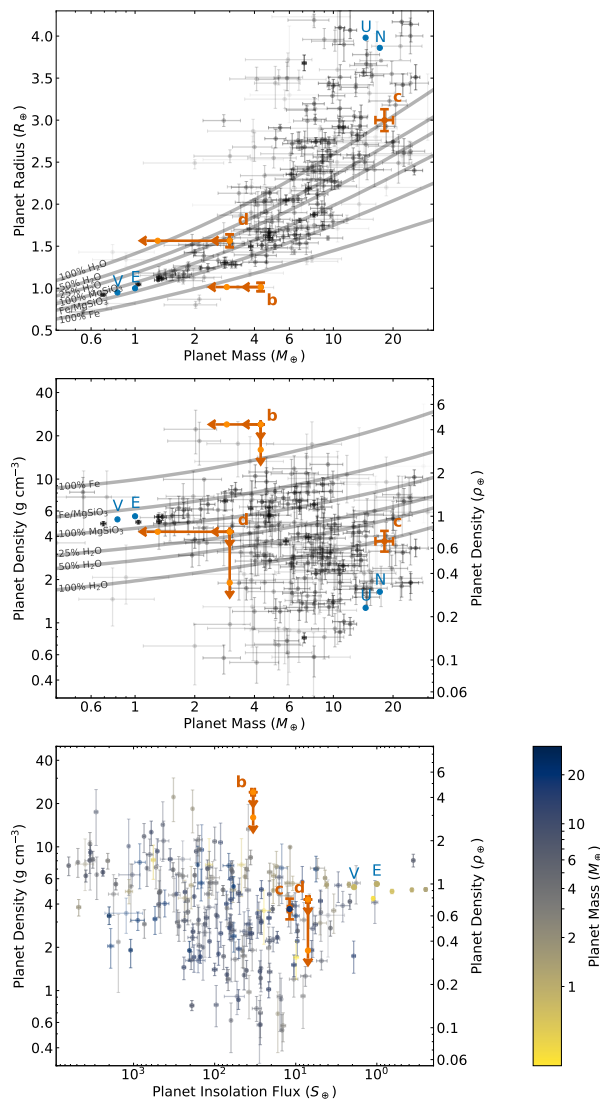 4.0
3.5
3.0
2.5
2.0
1.5
1.0
0.5
Planet Radius (R⊕)
U
N
c
d
b
V
E
100% H₂O
50% H₂O
25% H₂O
100% MgSiO₃
Fe/MgSiO₃
100% Fe
0.6 1 2 4 6 10 20
Planet Mass (M⊕)
40
20
10
6
4
2
1
0.6
0.4
Planet Density (g cm⁻³)
b
100% Fe
V
E
Fe/MgSiO₃
d
c
100% MgSiO₃
25% H₂O
50% H₂O
100% H₂O
N
U
6
4
2
1
0.6
0.4
0.2
0.1
0.06
Planet Density (ρ⊕)
0.6 1 2 4 6 10 20
Planet Mass (M⊕)
40
20
10
6
4
2
1
0.6
0.4
Planet Density (g cm⁻³)
b
c
d
V
E
6
4
2
1
0.6
0.4
0.2
0.1
0.06
Planet Density (ρ⊕)
10³ 10² 10¹ 10⁰
Planet Insolation Flux (S⊕)
20
10
6
4
2
1
Planet Mass (M⊕)